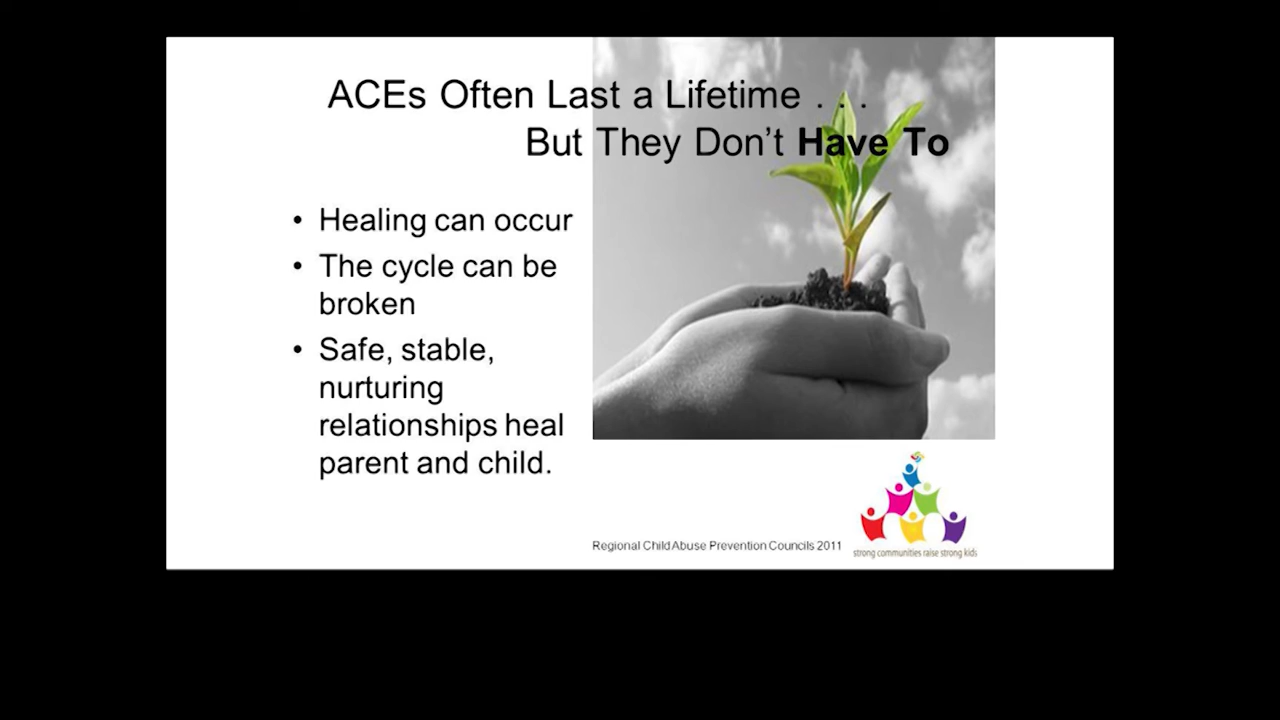 ACEs Often Last a Lifetime . . .
But They Don’t Have To
• Healing can occur
• The cycle can be
broken
• Safe, stable,
nurturing
relationships heal
parent and child.
Regional Child Abuse Prevention Councils 2011
strong communities raise strong kids